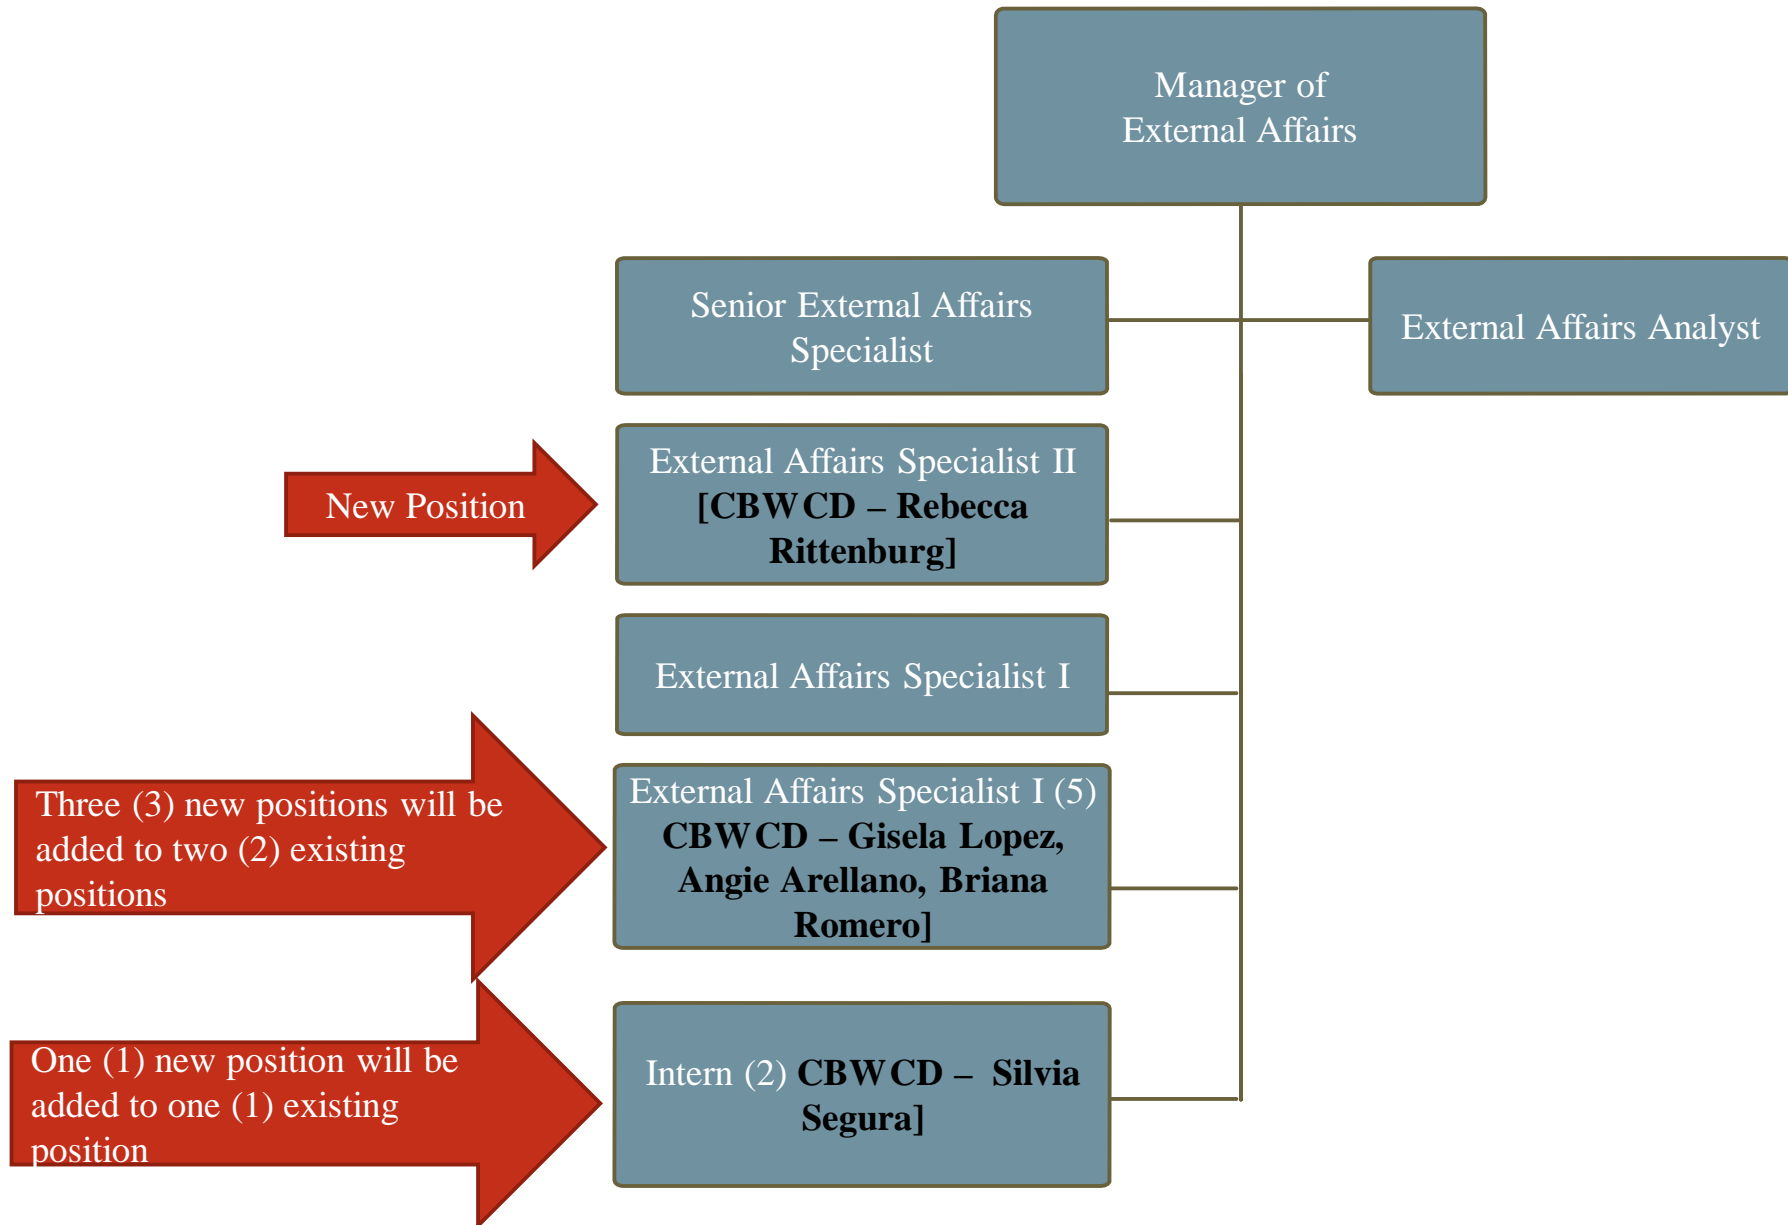 Manager of
External Affairs
Senior External Affairs
Specialist
External Affairs Analyst
New Position
External Affairs Specialist II
[CBWCD – Rebecca
Rittenburg]
External Affairs Specialist I
Three (3) new positions will be
added to two (2) existing
positions
External Affairs Specialist I (5)
CBWCD – Gisela Lopez,
Angie Arellano, Briana
Romero]
One (1) new position will be
added to one (1) existing
position
Intern (2) CBWCD – Silvia
Segura]